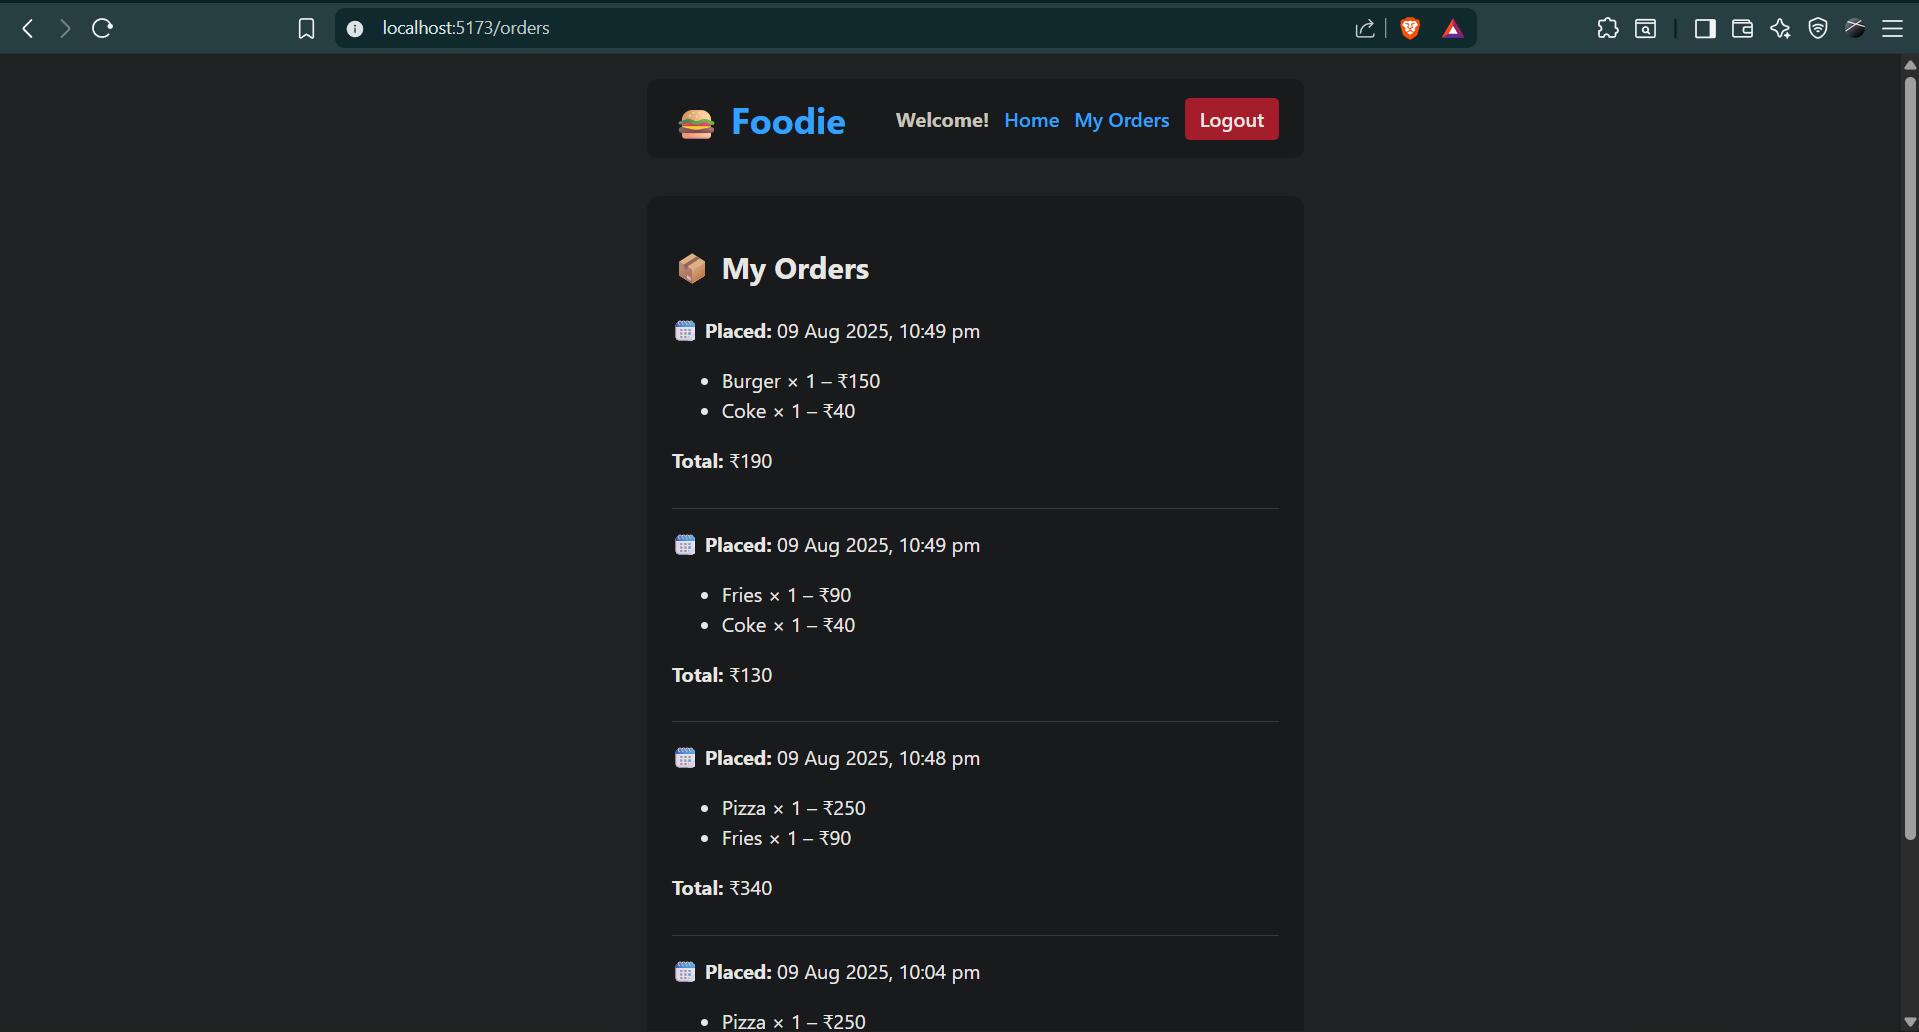 localhost:5173/orders
Foodie
Welcome! Home My Orders Logout
My Orders
Placed: 09 Aug 2025, 10:49 pm
• Burger × 1 – ₹150
• Coke × 1 – ₹40
Total: ₹190
Placed: 09 Aug 2025, 10:49 pm
• Fries × 1 – ₹90
• Coke × 1 – ₹40
Total: ₹130
Placed: 09 Aug 2025, 10:48 pm
• Pizza × 1 – ₹250
• Fries × 1 – ₹90
Total: ₹340
Placed: 09 Aug 2025, 10:04 pm
• Pizza × 1 – ₹250